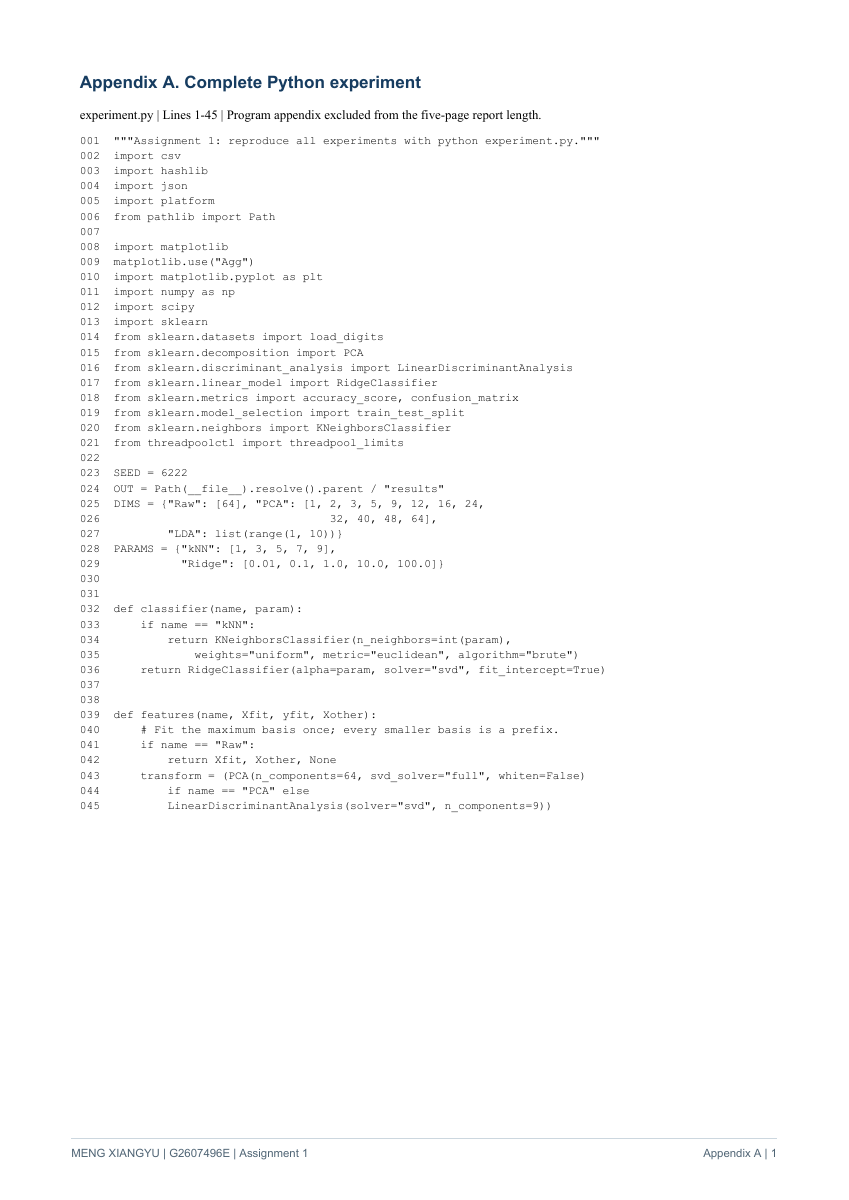 Appendix A. Complete Python experiment
experiment.py | Lines 1-45 | Program appendix excluded from the five-page report length.
001  """Assignment 1: reproduce all experiments with python experiment.py."""
002  import csv
003  import hashlib
004  import json
005  import platform
006  from pathlib import Path
007
008  import matplotlib
009  matplotlib.use("Agg")
010  import matplotlib.pyplot as plt
011  import numpy as np
012  import scipy
013  import sklearn
014  from sklearn.datasets import load_digits
015  from sklearn.decomposition import PCA
016  from sklearn.discriminant_analysis import LinearDiscriminantAnalysis
017  from sklearn.linear_model import RidgeClassifier
018  from sklearn.metrics import accuracy_score, confusion_matrix
019  from sklearn.model_selection import train_test_split
020  from sklearn.neighbors import KNeighborsClassifier
021  from threadpoolctl import threadpool_limits
022
023  SEED = 6222
024  OUT = Path(__file__).resolve().parent / "results"
025  DIMS = {"Raw": [64], "PCA": [1, 2, 3, 5, 9, 12, 16, 24,
026                                  32, 40, 48, 64],
027          "LDA": list(range(1, 10))}
028  PARAMS = {"kNN": [1, 3, 5, 7, 9],
029            "Ridge": [0.01, 0.1, 1.0, 10.0, 100.0]}
030
031
032  def classifier(name, param):
033      if name == "kNN":
034          return KNeighborsClassifier(n_neighbors=int(param),
035              weights="uniform", metric="euclidean", algorithm="brute")
036      return RidgeClassifier(alpha=param, solver="svd", fit_intercept=True)
037
038
039  def features(name, Xfit, yfit, Xother):
040      # Fit the maximum basis once; every smaller basis is a prefix.
041      if name == "Raw":
042          return Xfit, Xother, None
043      transform = (PCA(n_components=64, svd_solver="full", whiten=False)
044          if name == "PCA" else
045          LinearDiscriminantAnalysis(solver="svd", n_components=9))
MENG XIANGYU | G2607496E | Assignment 1
Appendix A | 1